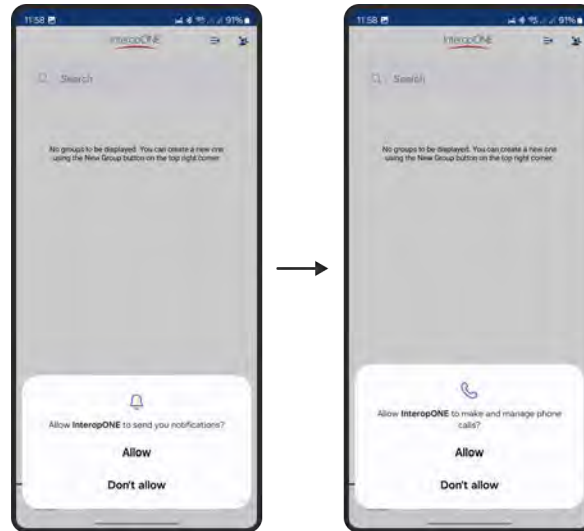 11:58
91%
InteropONE
Search
No groups to be displayed. You can create a new one
using the New Group button on the top right corner.
Allow InteropONE to send you notifications?
Allow
Don't allow
11:58
91%
InteropONE
Search
No groups to be displayed. You can create a new one
using the New Group button on the top right corner.
Allow InteropONE to make and manage phone
calls?
Allow
Don't allow